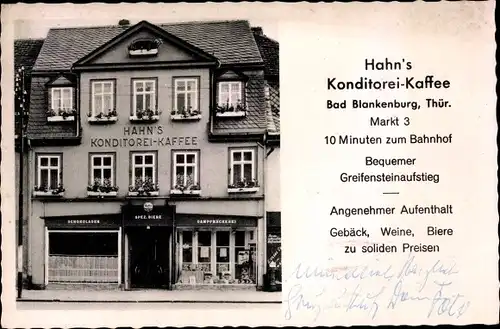 HAHN'S
KONDITOREI-KAFFEE
SCHOKOLADEN
SPEZ. BIERE
DAMPFBÄCKEREI
Hahn's
Konditorei-Kaffee
Bad Blankenburg, Thür.
Markt 3
10 Minuten zum Bahnhof
Bequemer
Greifensteinaufstieg
Angenehmer Aufenthalt
Gebäck, Weine, Biere
zu soliden Preisen
Foto